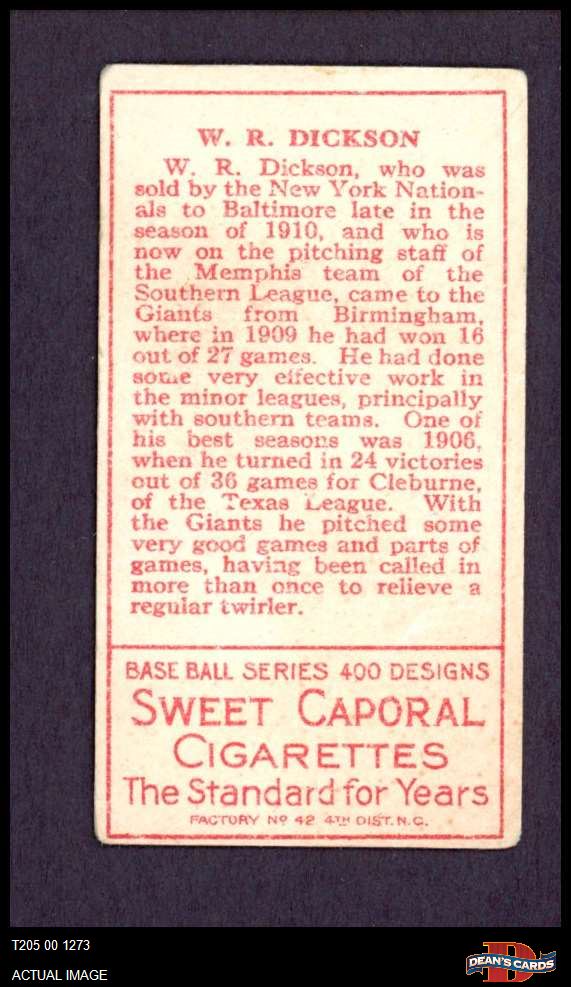 W. R. DICKSON
W. R. Dickson, who was
sold by the New York Nation-
als to Baltimore late in the
season of 1910, and who is
now on the pitching staff of
the Memphis team of the
Southern League, came to the
Giants from Birmingham,
where in 1909 he had won 16
out of 27 games. He had done
some very effective work in
the minor leagues, principally
with southern teams. One of
his best seasons was 1906,
when he turned in 24 victories
out of 36 games for Cleburne,
of the Texas League. With
the Giants he pitched some
very good games and parts of
games, having been called in
more than once to relieve a
regular twirler.
BASE BALL SERIES 400 DESIGNS
SWEET CAPORAL
CIGARETTES
The Standard for Years
FACTORY Nº 42 4TH DIST. N.C.
T205 00 1273
ACTUAL IMAGE
DEAN'S CARDS